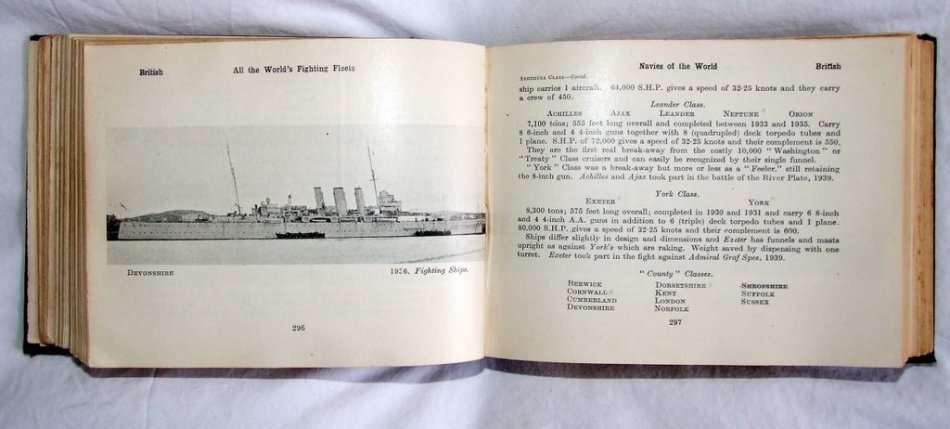 British
All the World's Fighting Fleets
DEVONSHIRE
1936, Fighting Ships.
296
Navies of the World
British
ARETHUSA CLASS—Contd.
ship carries 1 aircraft. 64,000 S.H.P. gives a speed of 32·25 knots and they carry
a crew of 450.
Leander Class.
ACHILLES AJAX LEANDER NEPTUNE ORION
7,100 tons; 555 feet long overall and completed between 1933 and 1935. Carry
8 6-inch and 4 4-inch guns together with 8 (quadrupled) deck torpedo tubes and
1 plane. S.H.P. of 72,000 gives a speed of 32·25 knots and their complement is 550.
They are the first real break-away from the costly 10,000 "Washington" or
"Treaty" Class cruisers and can easily be recognized by their single funnel.
"York" Class was a break-away but more or less as a "Feeler," still retaining
the 8-inch gun. Achilles and Ajax took part in the battle of the River Plate, 1939.
York Class.
EXETER YORK
8,300 tons; 575 feet long overall; completed in 1930 and 1931 and carry 6 8-inch
and 4 4-inch A.A. guns in addition to 6 (triple) deck torpedo tubes and 1 plane.
80,000 S.H.P. gives a speed of 32·25 knots and their complement is 600.
Ships differ slightly in design and dimensions and Exeter has funnels and masts
upright as against York's which are raking. Weight saved by dispensing with one
turret. Exeter took part in the fight against Admiral Graf Spee, 1939.
"County" Classes.
BERWICK DORSETSHIRE SHROPSHIRE
CORNWALL KENT SUFFOLK
CUMBERLAND LONDON SUSSEX
DEVONSHIRE NORFOLK
297